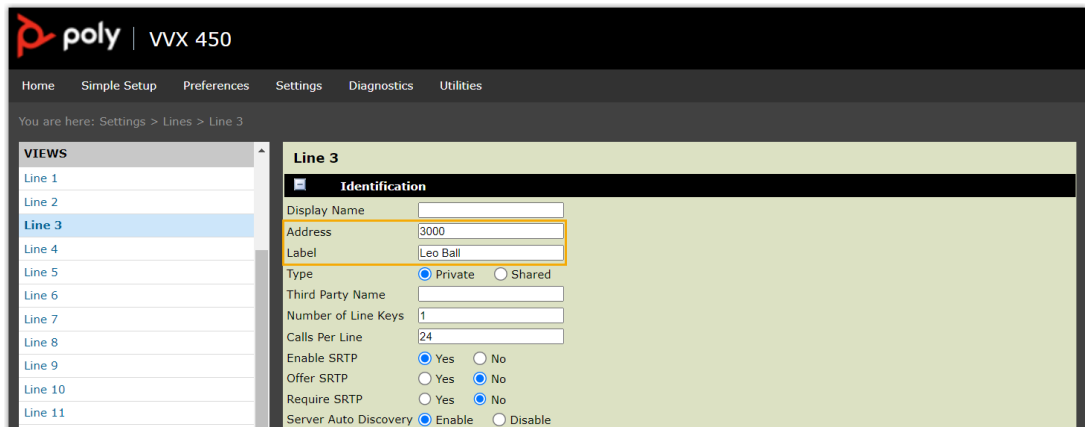 poly | VVX 450
Home Simple Setup Preferences Settings Diagnostics Utilities
You are here: Settings > Lines > Line 3
VIEWS
Line 1
Line 2
Line 3
Line 4
Line 5
Line 6
Line 7
Line 8
Line 9
Line 10
Line 11
Line 3
Identification
Display Name
Address 3000
Label Leo Ball
Type Private Shared
Third Party Name
Number of Line Keys 1
Calls Per Line 24
Enable SRTP Yes No
Offer SRTP Yes No
Require SRTP Yes No
Server Auto Discovery Enable Disable